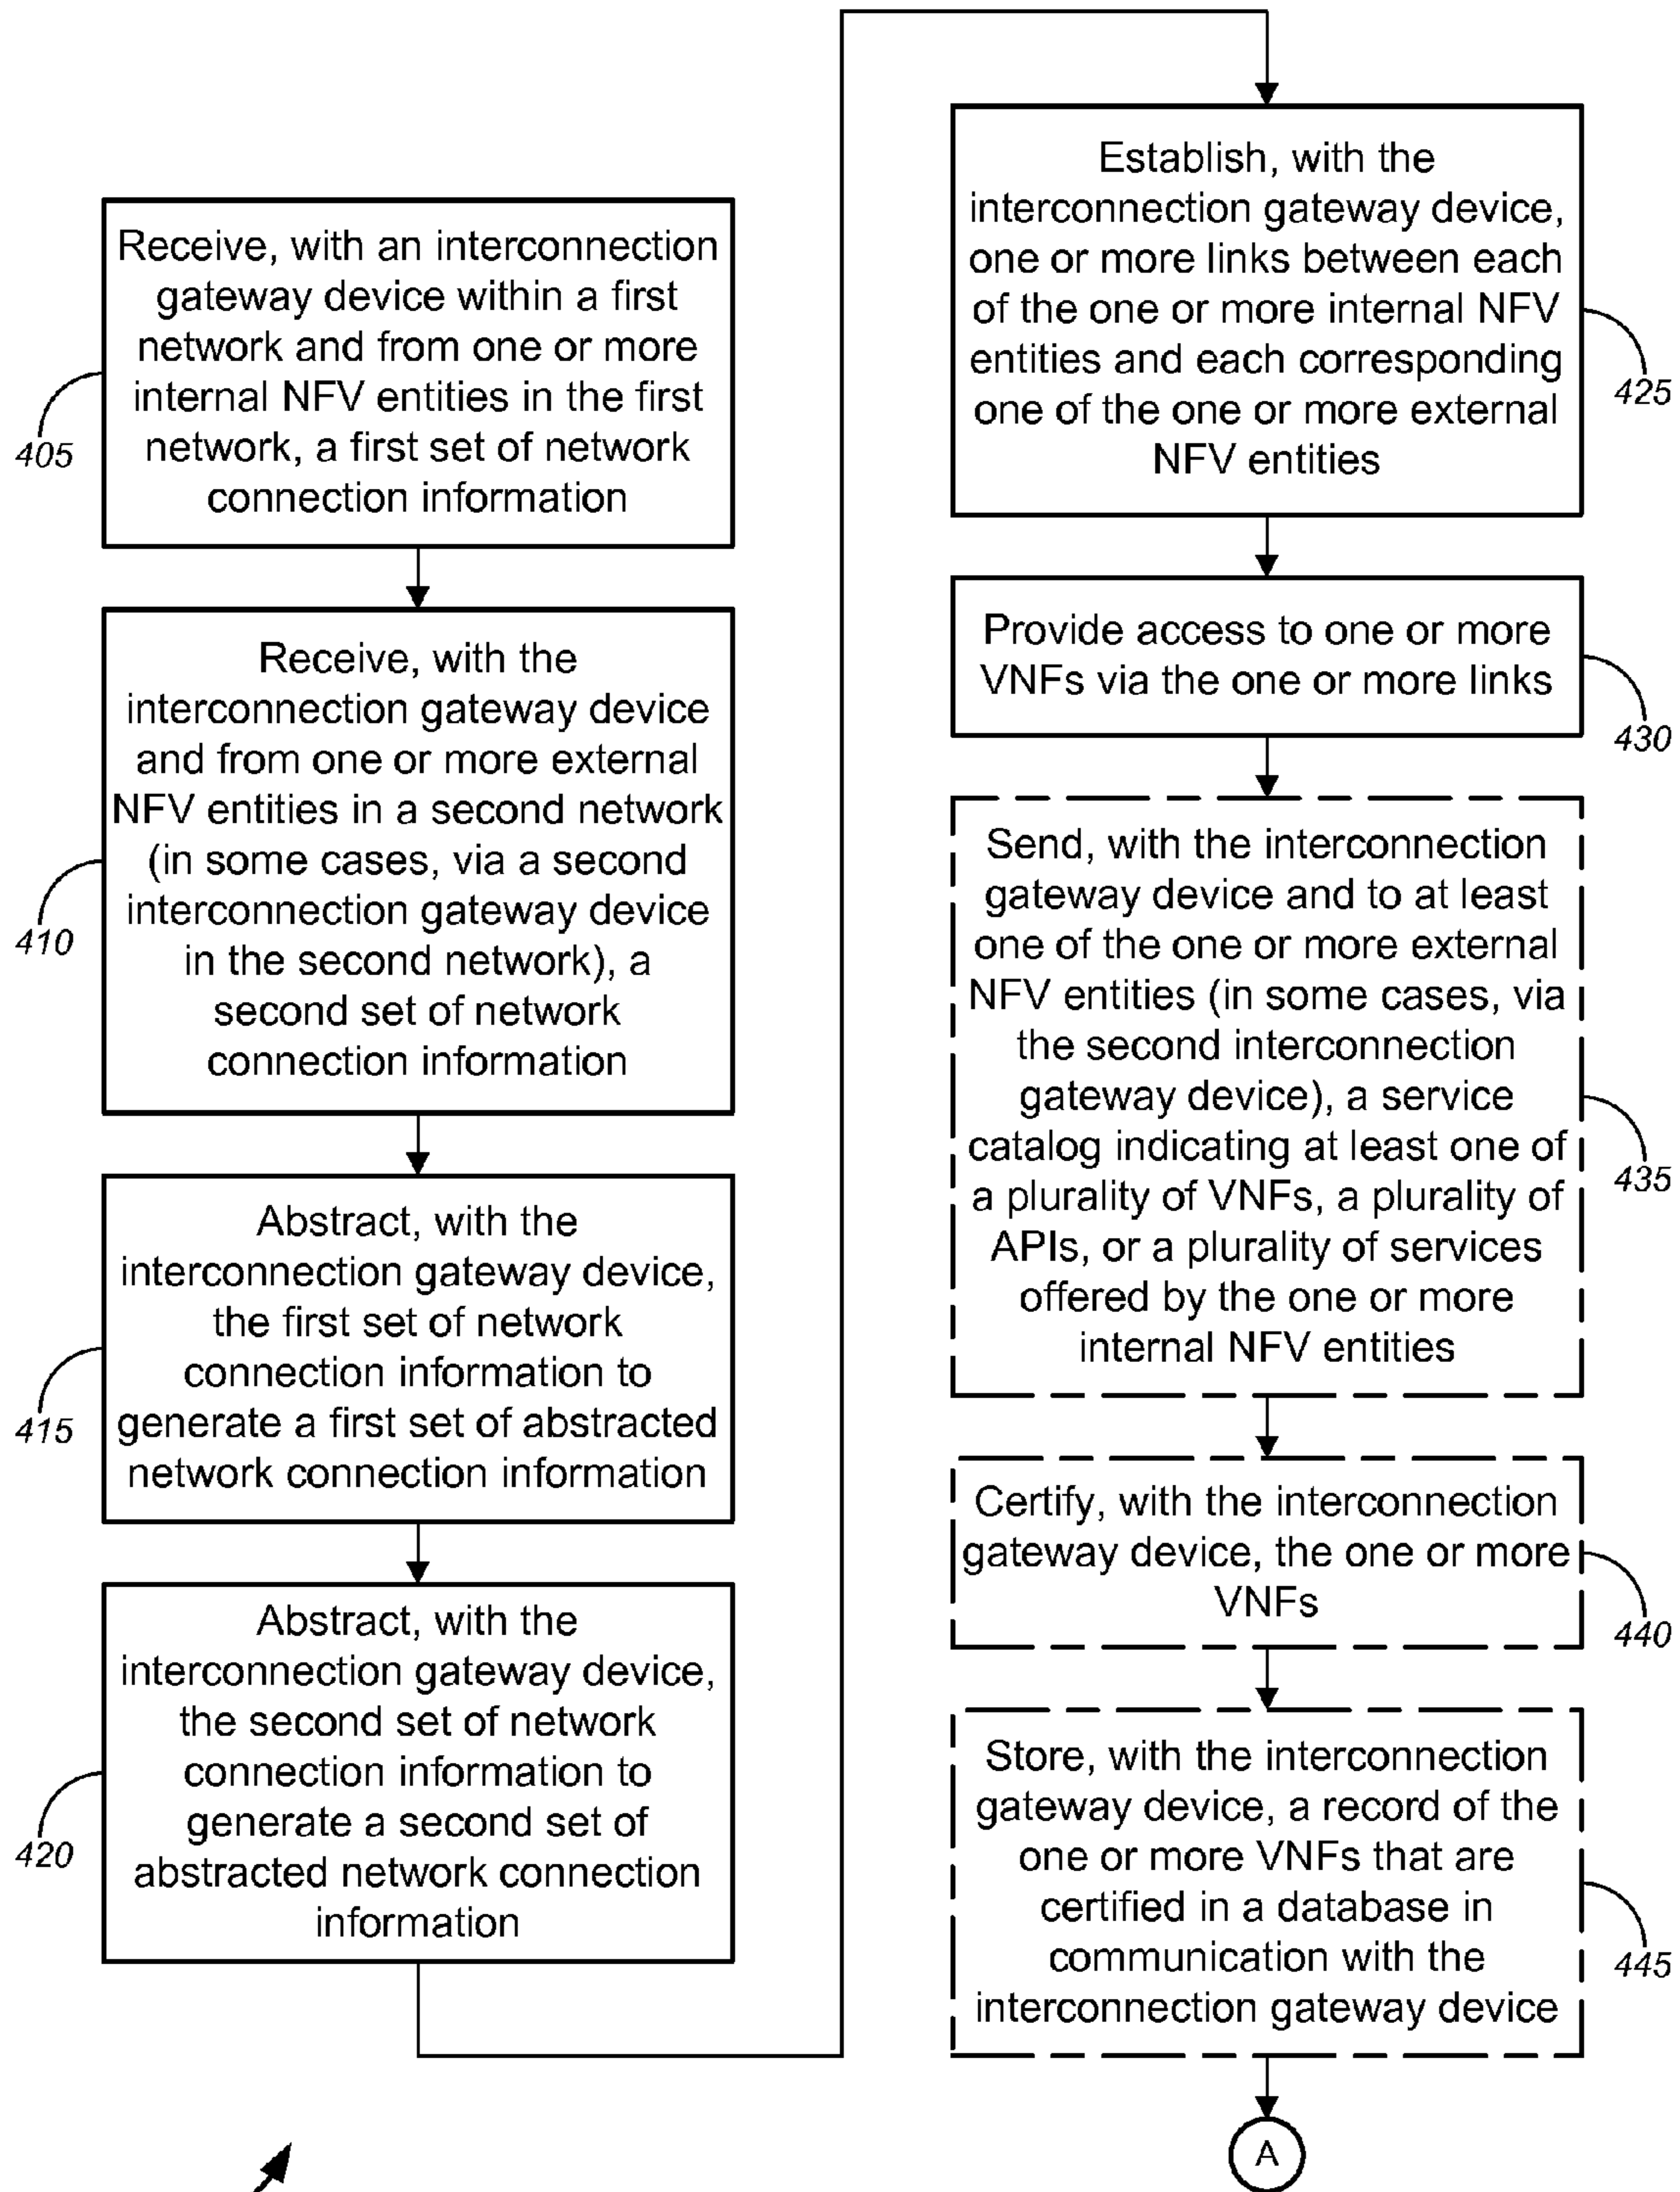 Receive, with an interconnection
gateway device within a first
network and from one or more
internal NFV entities in the first
network, a first set of network
connection information
405
Receive, with the
interconnection gateway device
and from one or more external
NFV entities in a second network
(in some cases, via a second
interconnection gateway device
in the second network), a
second set of network
connection information
410
Abstract, with the
interconnection gateway device,
the first set of network
connection information to
generate a first set of abstracted
network connection information
415
Abstract, with the
interconnection gateway device,
the second set of network
connection information to
generate a second set of
abstracted network connection
information
420
Establish, with the
interconnection gateway device,
one or more links between each
of the one or more internal NFV
entities and each corresponding
one of the one or more external
NFV entities
425
Provide access to one or more
VNFs via the one or more links
430
Send, with the interconnection
gateway device and to at least
one of the one or more external
NFV entities (in some cases, via
the second interconnection
gateway device), a service
catalog indicating at least one of
a plurality of VNFs, a plurality of
APIs, or a plurality of services
offered by the one or more
internal NFV entities
435
Certify, with the interconnection
gateway device, the one or more
VNFs
440
Store, with the interconnection
gateway device, a record of the
one or more VNFs that are
certified in a database in
communication with the
interconnection gateway device
445
A